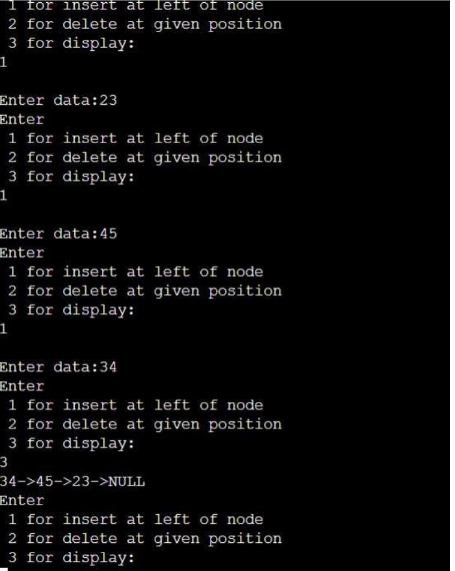 1 for insert at left of node
2 for delete at given position
3 for display:
1
Enter data:23
Enter
1 for insert at left of node
2 for delete at given position
3 for display:
1
Enter data:45
Enter
1 for insert at left of node
2 for delete at given position
3 for display:
1
Enter data:34
Enter
1 for insert at left of node
2 for delete at given position
3 for display:
3
34->45->23->NULL
Enter
1 for insert at left of node
2 for delete at given position
3 for display: